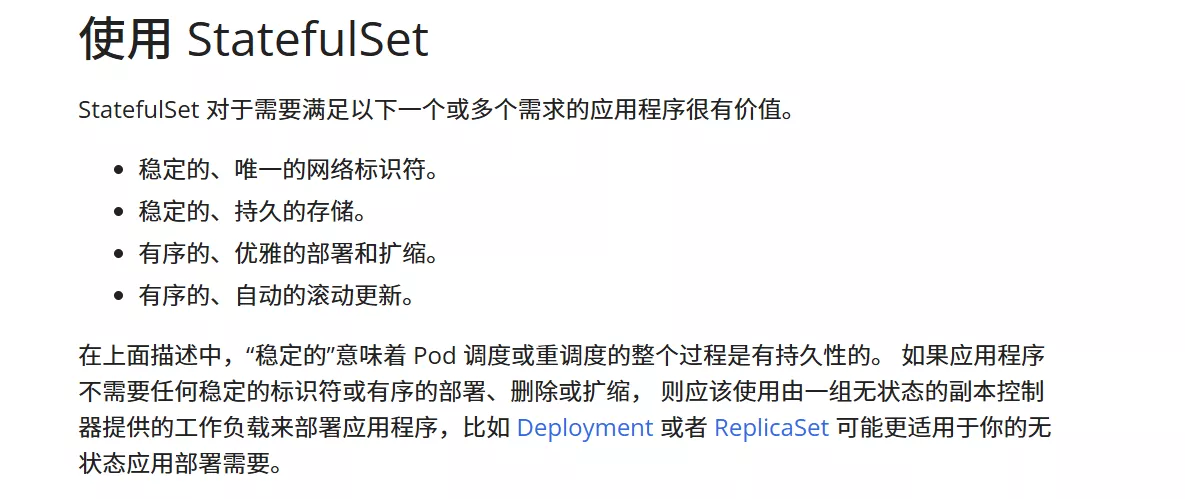 使用 StatefulSet
StatefulSet 对于需要满足以下一个或多个需求的应用程序很有价值。
• 稳定的、唯一的网络标识符。
• 稳定的、持久的存储。
• 有序的、优雅的部署和扩缩。
• 有序的、自动的滚动更新。
在上面描述中，“稳定的”意味着 Pod 调度或重调度的整个过程是有持久性的。 如果应用程序
不需要任何稳定的标识符或有序的部署、删除或扩缩， 则应该使用由一组无状态的副本控制
器提供的工作负载来部署应用程序，比如 Deployment 或者 ReplicaSet 可能更适用于你的无
状态应用部署需要。